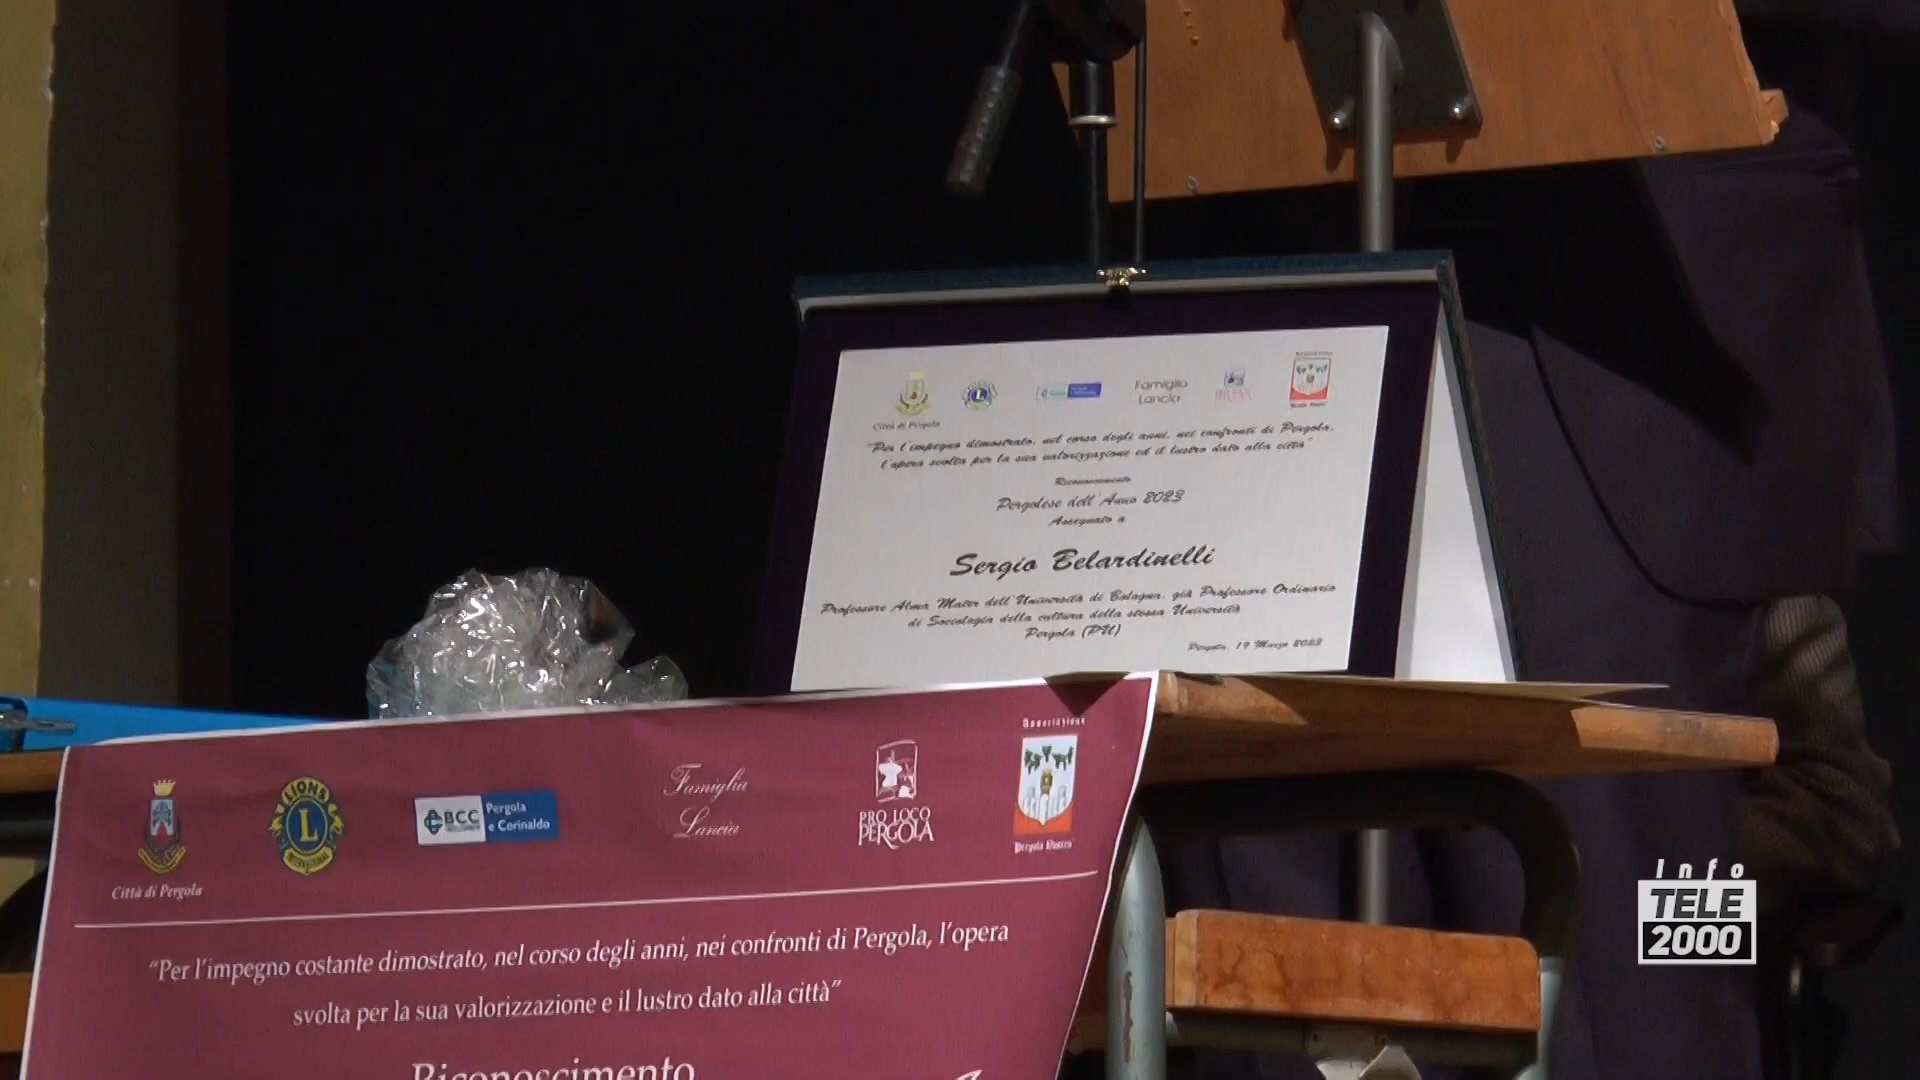 Città di Pergola
L
Famiglia
Lancia
"Per l'impegno dimostrato, nel corso degli anni, nei confronti di Pergola,
l'opera svolta per la sua valorizzazione ed il lustro dato alla città"
Riconoscimento
Pergolese dell'Anno 2023
Assegnato a
Sergio Belardinelli
Professore Alma Mater dell'Università di Bologna, già Professore Ordinario
di Sociologia della cultura della stessa Università
Pergola (PU)
Pergola, 19 Marzo 2023
Città di Pergola
LIONS
L
INTERNATIONAL
BCC
Pergola
e Corinaldo
Famiglia
Lancia
PRO LOCO
PERGOLA
Associazione
Pergola Nostra
"Per l'impegno costante dimostrato, nel corso degli anni, nei confronti di Pergola, l'opera
svolta per la sua valorizzazione e il lustro dato alla città"
Riconoscimento
Info
TELE
2000